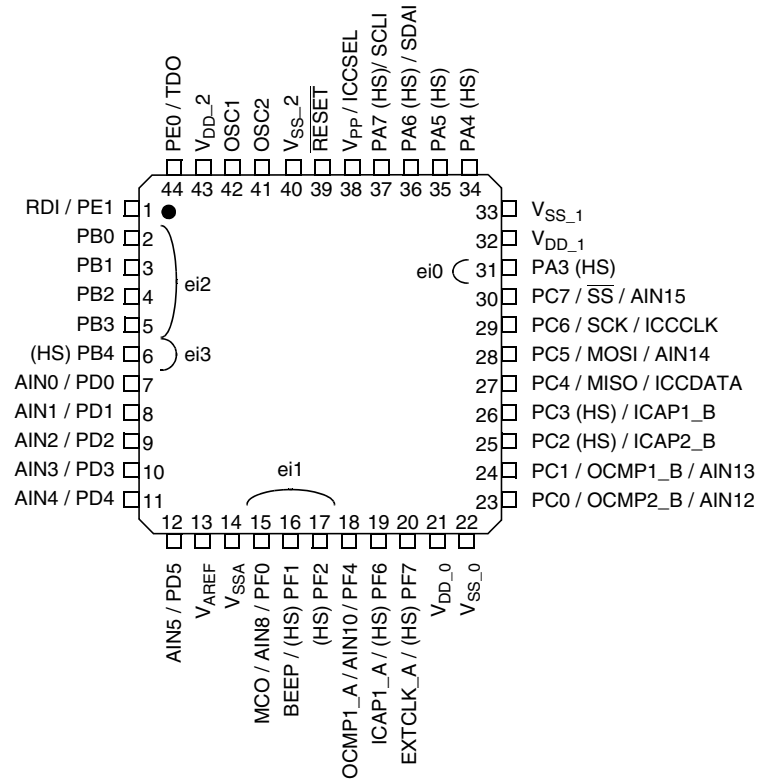 PE0 / TDO
VDD_2
OSC1
OSC2
VSS_2
RESET
VPP / ICCSEL
PA7 (HS)/ SCLI
PA6 (HS) / SDAI
PA5 (HS)
PA4 (HS)
44 43 42 41 40 39 38 37 36 35 34
RDI / PE1 1
PB0 2
PB1 3
PB2 4
PB3 5
(HS) PB4 6
AIN0 / PD0 7
AIN1 / PD1 8
AIN2 / PD2 9
AIN3 / PD3 10
AIN4 / PD4 11
ei2
ei3
ei0
ei1
33 VSS_1
32 VDD_1
31 PA3 (HS)
30 PC7 / SS / AIN15
29 PC6 / SCK / ICCCLK
28 PC5 / MOSI / AIN14
27 PC4 / MISO / ICCDATA
26 PC3 (HS) / ICAP1_B
25 PC2 (HS) / ICAP2_B
24 PC1 / OCMP1_B / AIN13
23 PC0 / OCMP2_B / AIN12
12 13 14 15 16 17 18 19 20 21 22
AIN5 / PD5
VAREF
VSSA
MCO / AIN8 / PF0
BEEP / (HS) PF1
(HS) PF2
OCMP1_A / AIN10 / PF4
ICAP1_A / (HS) PF6
EXTCLK_A / (HS) PF7
VDD_0
VSS_0